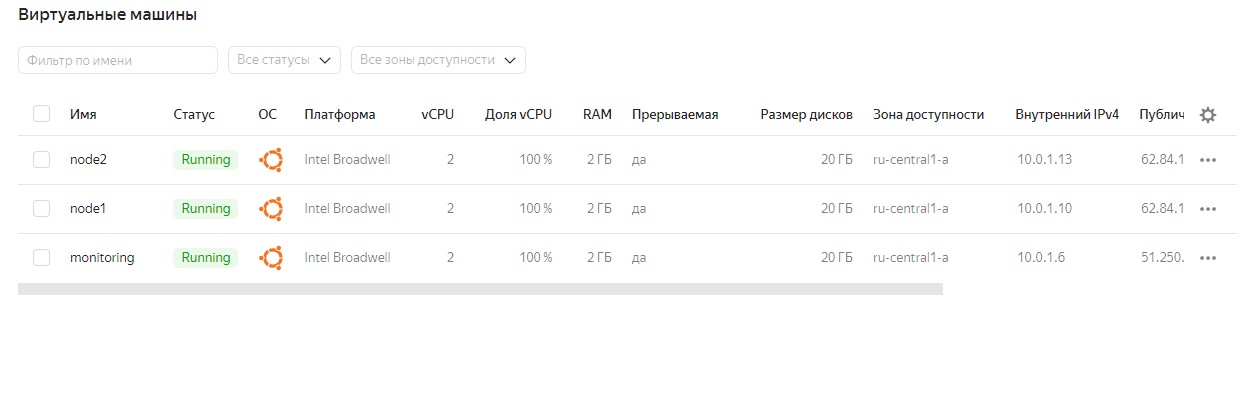 Виртуальные машины
Фильтр по имени Все статусы Все зоны доступности
Имя Статус ОС Платформа vCPU Доля vCPU RAM Прерываемая Размер дисков Зона доступности Внутренний IPv4 Публич
node2 Running Intel Broadwell 2 100 % 2 ГБ да 20 ГБ ru-central1-a 10.0.1.13 62.84.1
node1 Running Intel Broadwell 2 100 % 2 ГБ да 20 ГБ ru-central1-a 10.0.1.10 62.84.1
monitoring Running Intel Broadwell 2 100 % 2 ГБ да 20 ГБ ru-central1-a 10.0.1.6 51.250.